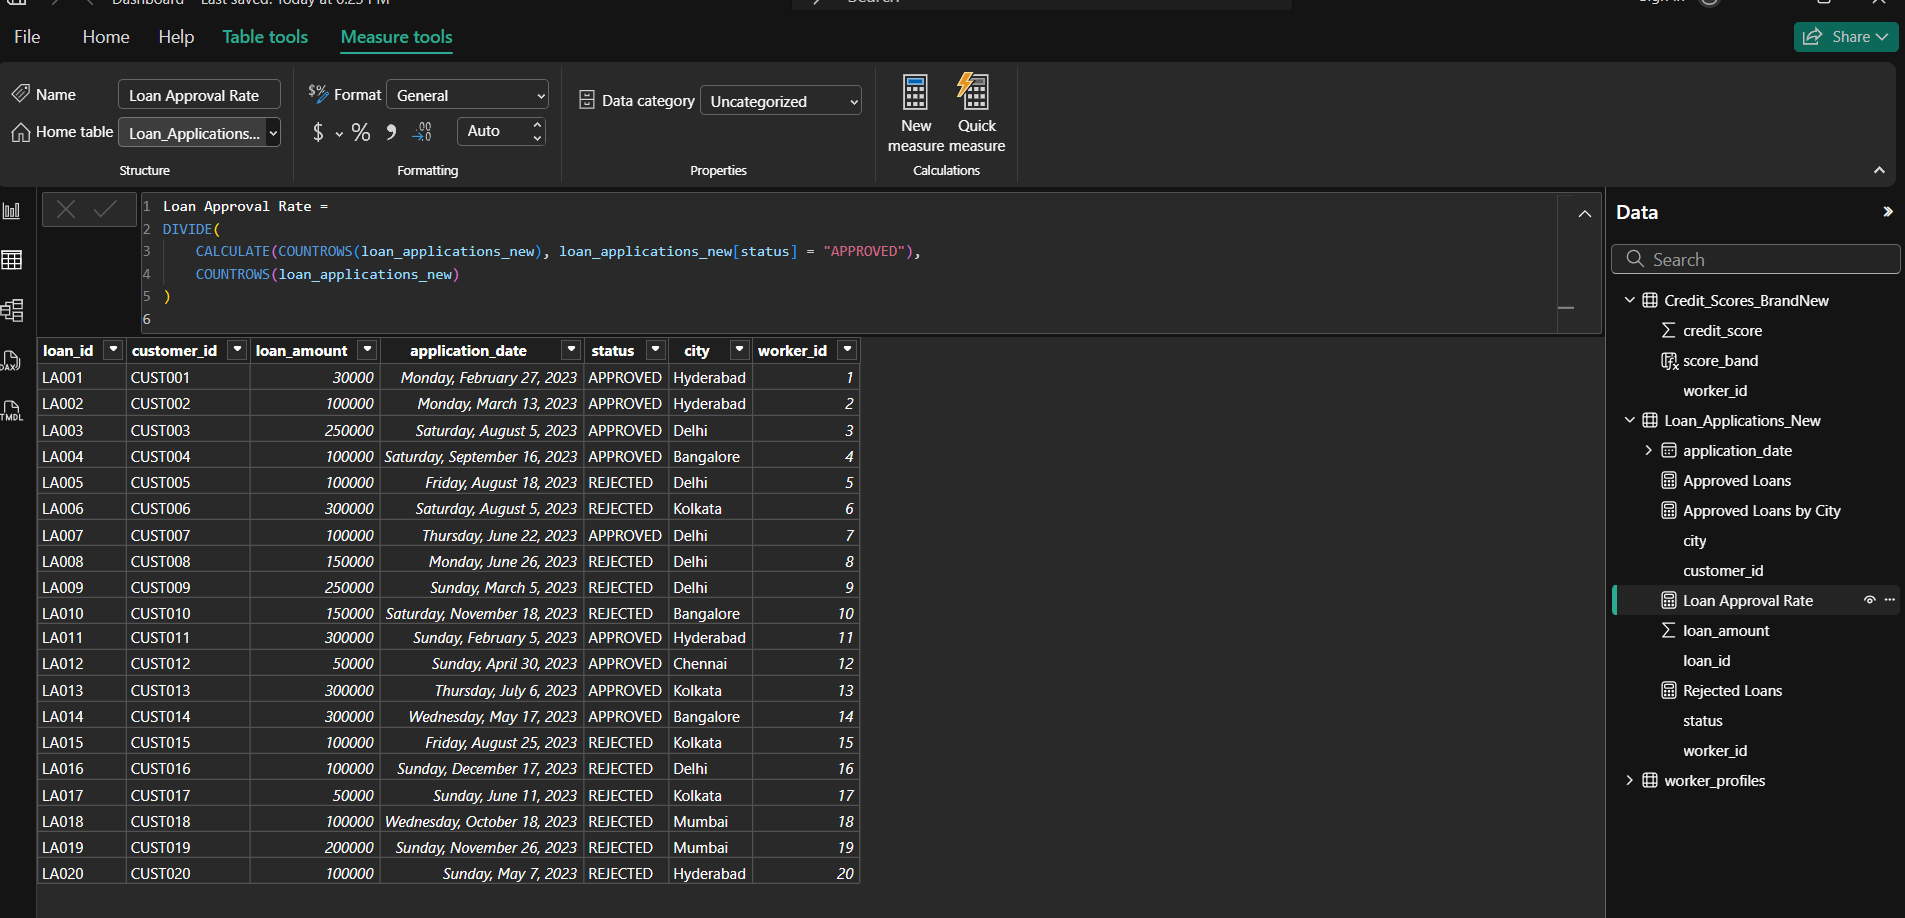 Dashboard Last saved: Today at 6:23 PM
Search
Sign in
File Home Help Table tools Measure tools
Share
Name Loan Approval Rate
Home table Loan_Applications...
Structure
$% Format General
$ % , .00 Auto
Formatting
Data category Uncategorized
Properties
New measure
Quick measure
Calculations
1 Loan Approval Rate =
2 DIVIDE(
3 CALCULATE(COUNTROWS(loan_applications_new), loan_applications_new[status] = "APPROVED"),
4 COUNTROWS(loan_applications_new)
5 )
6
DAX
TMDL
loan_id customer_id loan_amount application_date status city worker_id
LA001 CUST001 30000 Monday, February 27, 2023 APPROVED Hyderabad 1
LA002 CUST002 100000 Monday, March 13, 2023 APPROVED Hyderabad 2
LA003 CUST003 250000 Saturday, August 5, 2023 APPROVED Delhi 3
LA004 CUST004 100000 Saturday, September 16, 2023 APPROVED Bangalore 4
LA005 CUST005 100000 Friday, August 18, 2023 REJECTED Delhi 5
LA006 CUST006 300000 Saturday, August 5, 2023 REJECTED Kolkata 6
LA007 CUST007 100000 Thursday, June 22, 2023 APPROVED Delhi 7
LA008 CUST008 150000 Monday, June 26, 2023 REJECTED Delhi 8
LA009 CUST009 250000 Sunday, March 5, 2023 REJECTED Delhi 9
LA010 CUST010 150000 Saturday, November 18, 2023 REJECTED Bangalore 10
LA011 CUST011 300000 Sunday, February 5, 2023 APPROVED Hyderabad 11
LA012 CUST012 50000 Sunday, April 30, 2023 APPROVED Chennai 12
LA013 CUST013 300000 Thursday, July 6, 2023 APPROVED Kolkata 13
LA014 CUST014 300000 Wednesday, May 17, 2023 APPROVED Bangalore 14
LA015 CUST015 100000 Friday, August 25, 2023 REJECTED Kolkata 15
LA016 CUST016 100000 Sunday, December 17, 2023 REJECTED Delhi 16
LA017 CUST017 50000 Sunday, June 11, 2023 REJECTED Kolkata 17
LA018 CUST018 100000 Wednesday, October 18, 2023 REJECTED Mumbai 18
LA019 CUST019 200000 Sunday, November 26, 2023 REJECTED Mumbai 19
LA020 CUST020 100000 Sunday, May 7, 2023 REJECTED Hyderabad 20
Data
Search
Credit_Scores_BrandNew
credit_score
score_band
worker_id
Loan_Applications_New
application_date
Approved Loans
Approved Loans by City
city
customer_id
Loan Approval Rate
loan_amount
loan_id
Rejected Loans
status
worker_id
worker_profiles